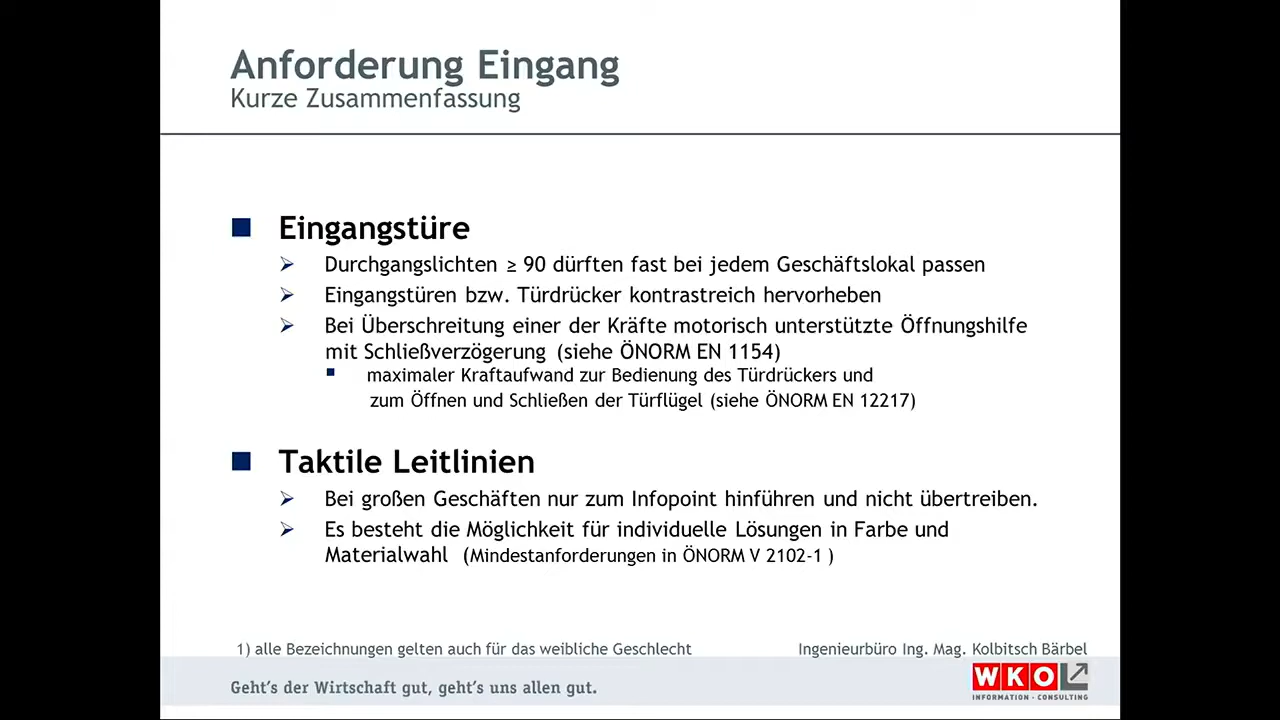 Anforderung Eingang
Kurze Zusammenfassung
Eingangstüre
Durchgangslichten ≥ 90 dürften fast bei jedem Geschäftslokal passen
Eingangstüren bzw. Türdrücker kontrastreich hervorheben
Bei Überschreitung einer der Kräfte motorisch unterstützte Öffnungshilfe
mit Schließverzögerung (siehe ÖNORM EN 1154)
maximaler Kraftaufwand zur Bedienung des Türdrückers und
zum Öffnen und Schließen der Türflügel (siehe ÖNORM EN 12217)
Taktile Leitlinien
Bei großen Geschäften nur zum Infopoint hinführen und nicht übertreiben.
Es besteht die Möglichkeit für individuelle Lösungen in Farbe und
Materialwahl (Mindestanforderungen in ÖNORM V 2102-1 )
1) alle Bezeichnungen gelten auch für das weibliche Geschlecht
Ingenieurbüro Ing. Mag. Kolbitsch Bärbel
Geht's der Wirtschaft gut, geht's uns allen gut.
WKO
INFORMATION · CONSULTING